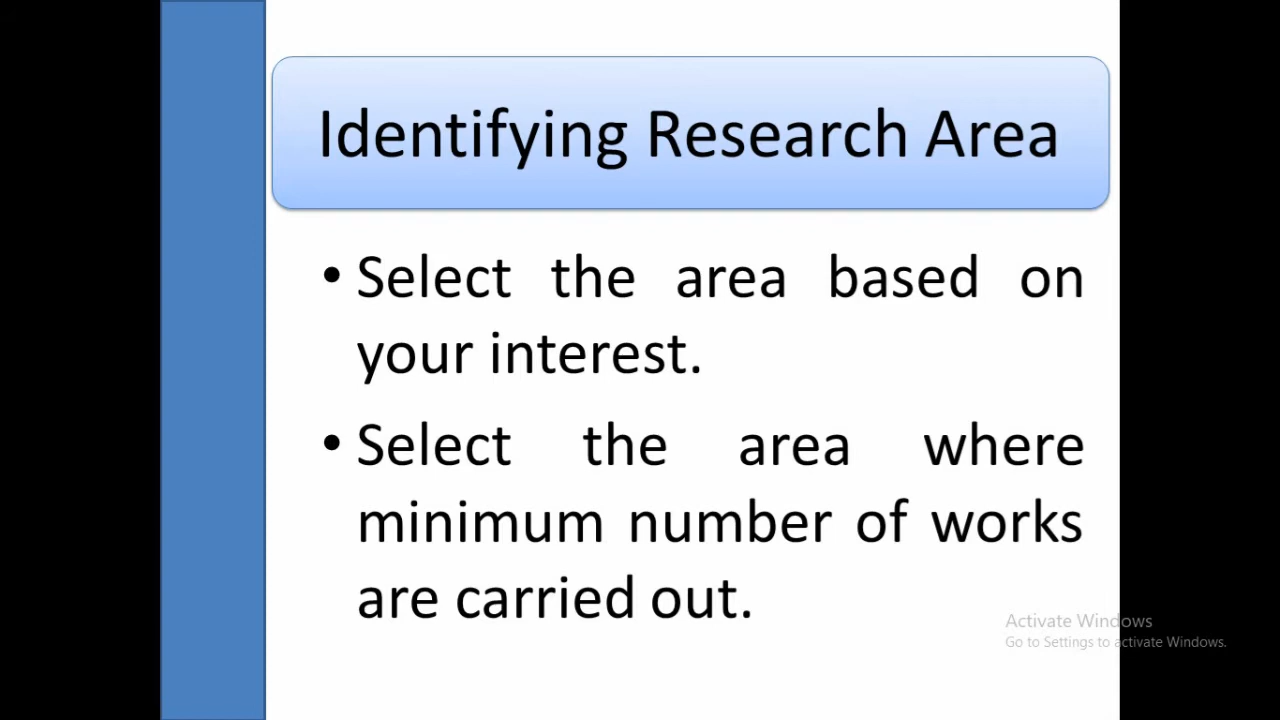 Identifying Research Area
• Select the area based on
your interest.
• Select the area where
minimum number of works
are carried out.
Activate Windows
Go to Settings to activate Windows.